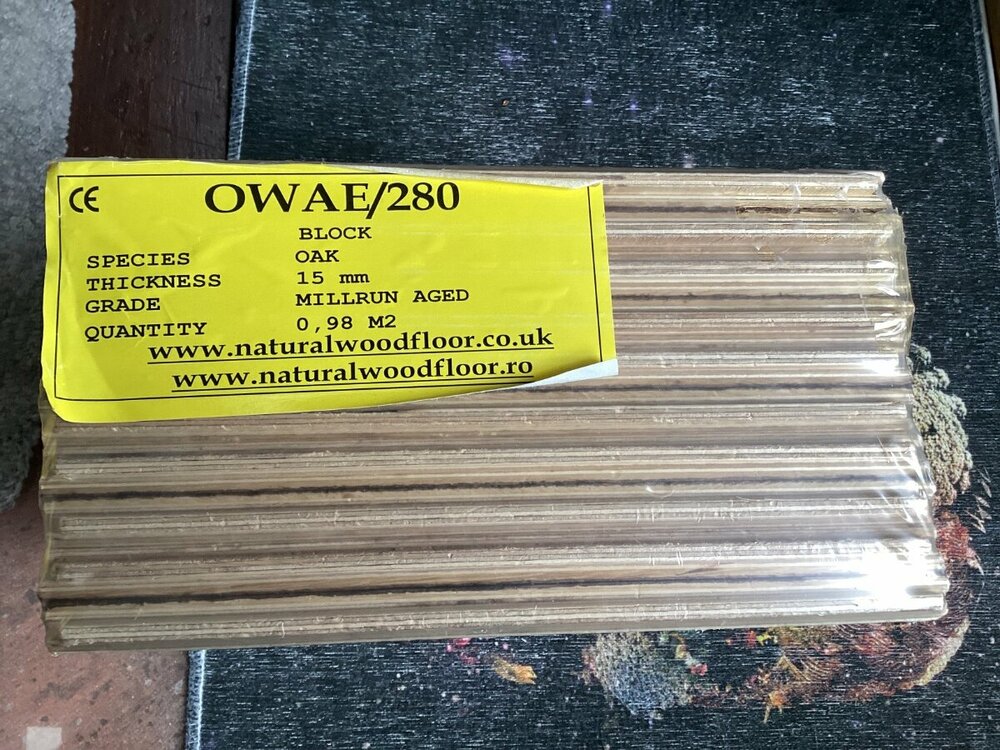 CE OWAE/280
BLOCK
SPECIES OAK
THICKNESS 15 mm
GRADE MILLRUN AGED
QUANTITY 0,98 M2
www.naturalwoodfloor.co.uk
www.naturalwoodfloor.ro